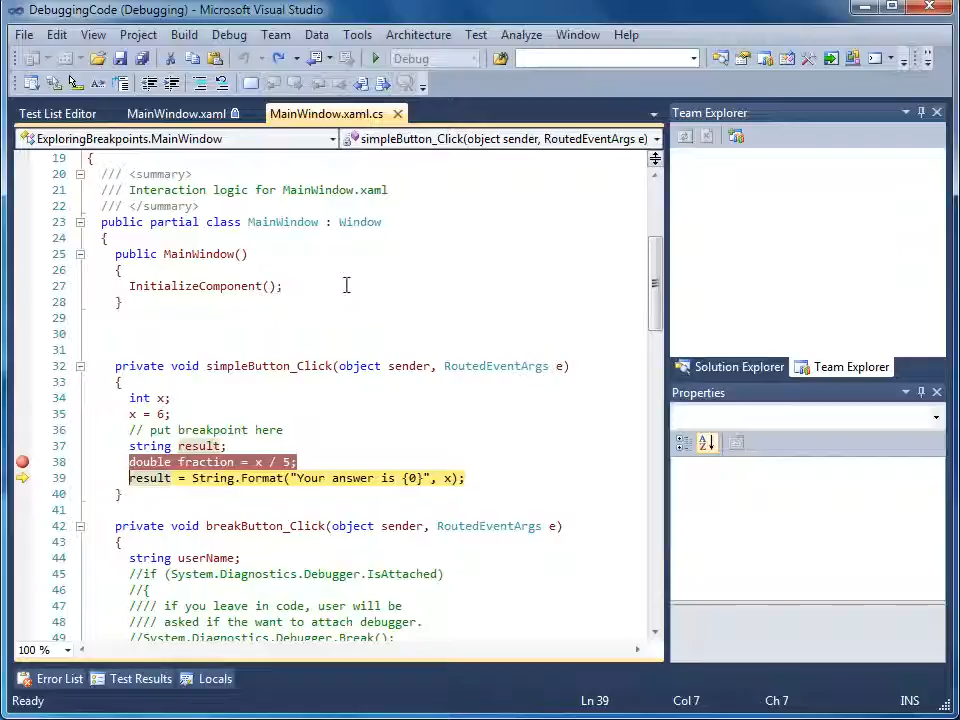 DebuggingCode (Debugging) - Microsoft Visual Studio
File Edit View Project Build Debug Team Data Tools Architecture Test Analyze Window Help
Debug
Test List Editor MainWindow.xaml MainWindow.xaml.cs
Team Explorer
ExploringBreakpoints.MainWindow simpleButton_Click(object sender, RoutedEventArgs e)
19 {
20 /// <summary>
21 /// Interaction logic for MainWindow.xaml
22 /// </summary>
23 public partial class MainWindow : Window
24 {
25 public MainWindow()
26 {
27 InitializeComponent();
28 }
29
30
31
32 private void simpleButton_Click(object sender, RoutedEventArgs e)
33 {
34 int x;
35 x = 6;
36 // put breakpoint here
37 string result;
38 double fraction = x / 5;
39 result = String.Format("Your answer is {0}", x);
40 }
41
42 private void breakButton_Click(object sender, RoutedEventArgs e)
43 {
44 string userName;
45 //if (System.Diagnostics.Debugger.IsAttached)
46 //{
47 //// if you leave in code, user will be
48 //// asked if the want to attach debugger.
49 //System.Diagnostics.Debugger.Break();
100 %
Solution Explorer Team Explorer
Properties
Error List Test Results Locals
Ready Ln 39 Col 7 Ch 7 INS